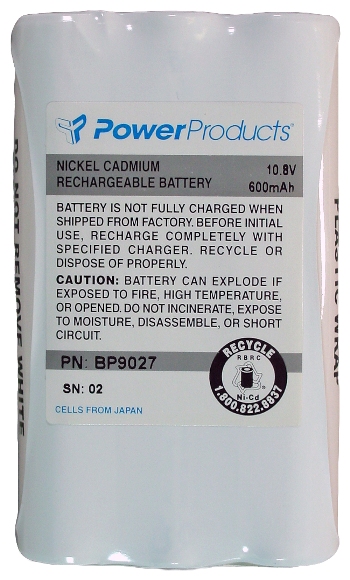 PowerProducts
NICKEL CADMIUM 10.8V
RECHARGEABLE BATTERY 600mAh
BATTERY IS NOT FULLY CHARGED WHEN
SHIPPED FROM FACTORY. BEFORE INITIAL
USE, RECHARGE COMPLETELY WITH
SPECIFIED CHARGER. RECYCLE OR
DISPOSE OF PROPERLY.
CAUTION: BATTERY CAN EXPLODE IF
EXPOSED TO FIRE, HIGH TEMPERATURE,
OR OPENED. DO NOT INCINERATE, EXPOSE
TO MOISTURE, DISASSEMBLE, OR SHORT
CIRCUIT.
PN: BP9027
SN: 02
CELLS FROM JAPAN
RECYCLE
RBRC
Ni-Cd
1.800.822.8837
DO NOT REMOVE WHITE
PLASTIC WRAP